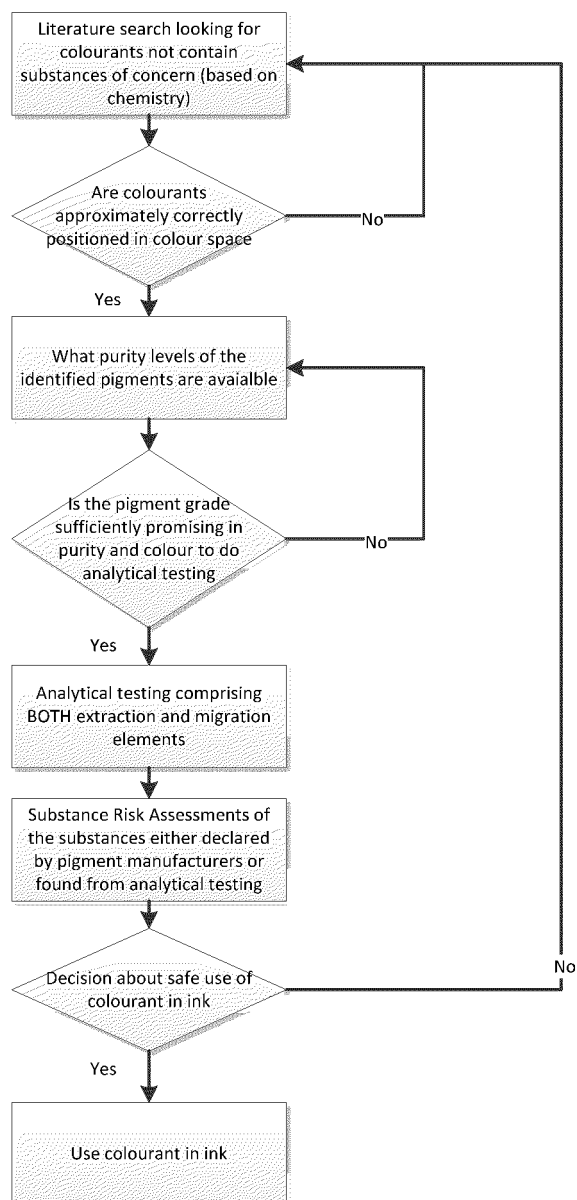 Literature search looking for
colourants not contain
substances of concern (based on
chemistry)
Are colourants
approximately correctly
positioned in colour space
No
Yes
What purity levels of the
identified pigments are avaialble
Is the pigment grade
sufficiently promising in
purity and colour to do
analytical testing
No
Yes
Analytical testing comprising
BOTH extraction and migration
elements
Substance Risk Assessments of
the substances either declared
by pigment manufacturers or
found from analytical testing
Decision about safe use of
colourant in ink
No
Yes
Use colourant in ink